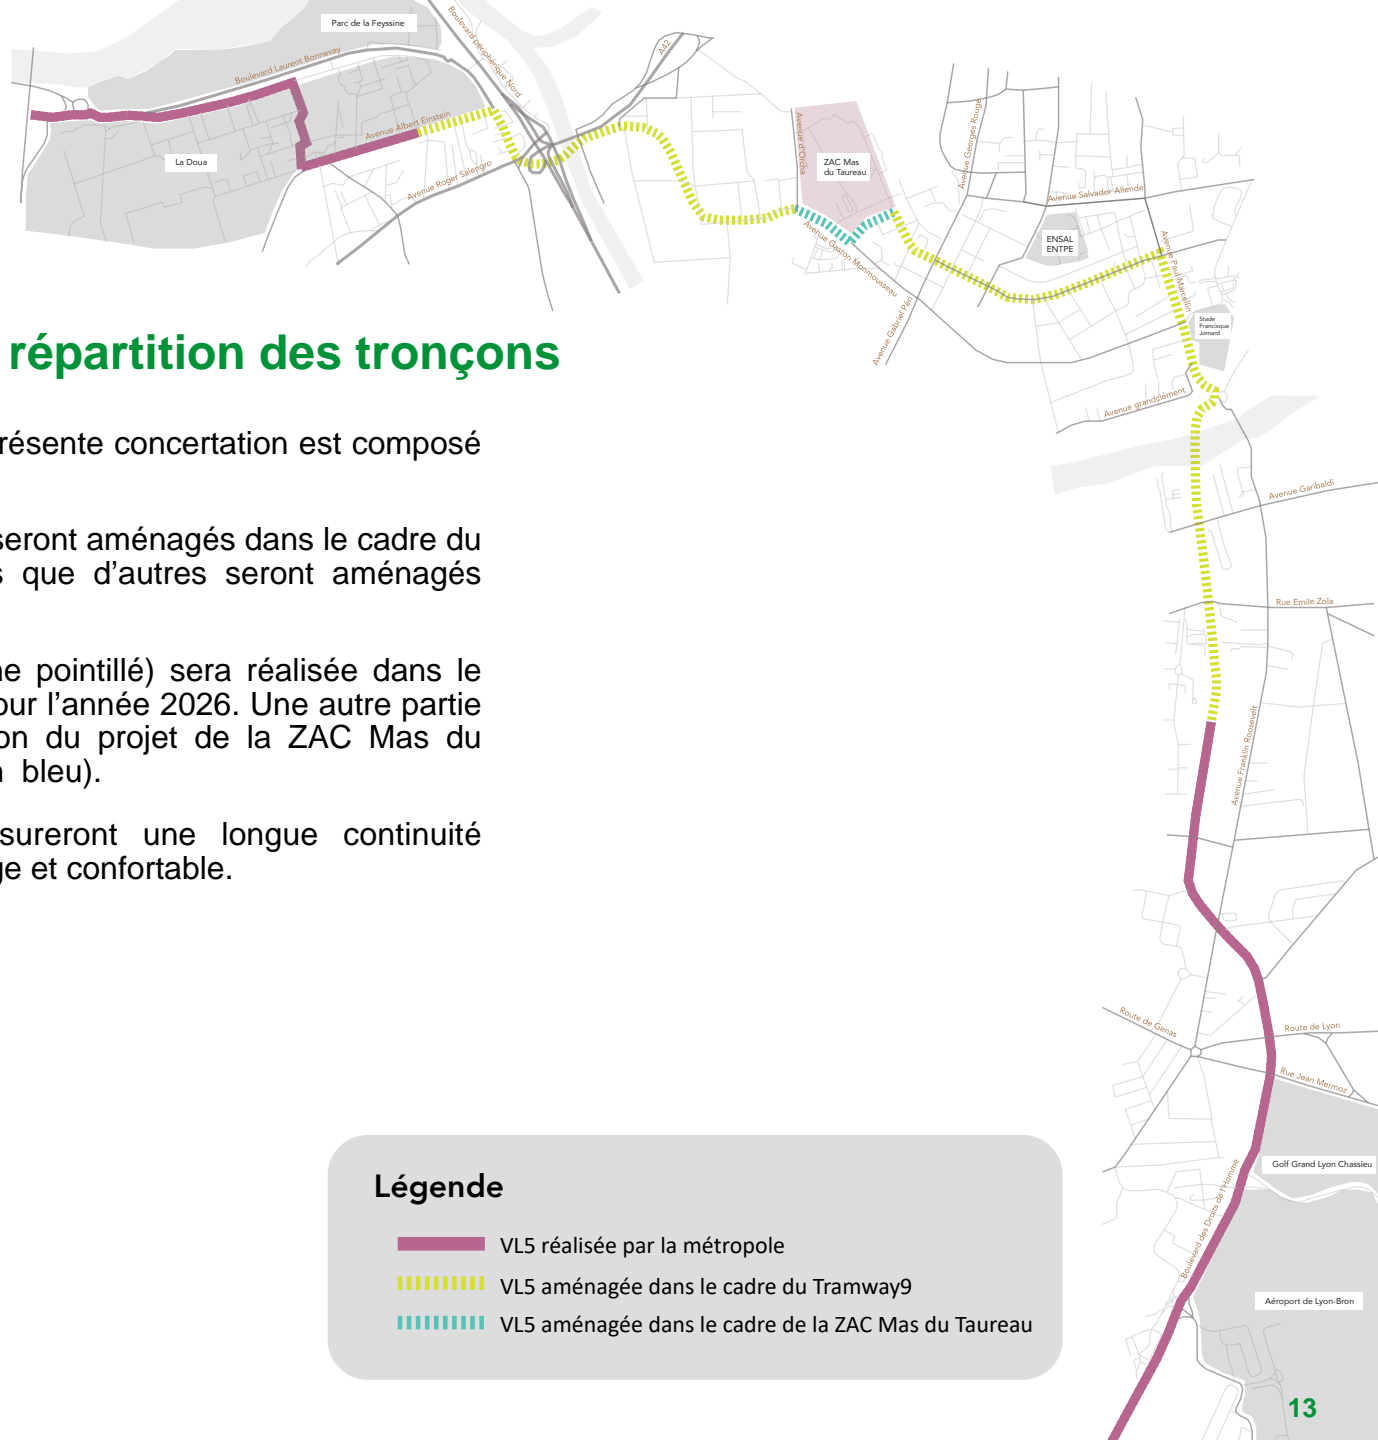 Parc de la Feyssine
Boulevard périphérique Nord
A42
Boulevard Laurent Bonnevay
Avenue Albert Einstein
La Doua
Avenue Roger Salengro
Avenue d'Orcha
ZAC Mas
du Taureau
Avenue Georges Rougé
Avenue Salvador Allende
ENSAL
ENTPE
Avenue Gaston Monmousseau
Avenue Paul Marcellin
Avenue Gabriel Péri
Stade
Francisque
Jomard
Avenue grandclément
répartition des tronçons
résente concertation est composé
seront aménagés dans le cadre du
s que d'autres seront aménagés
ne pointillé) sera réalisée dans le
our l'année 2026. Une autre partie
on du projet de la ZAC Mas du
bleu).
sureront une longue continuité
ge et confortable.
Avenue Garibaldi
Rue Emile Zola
Avenue Franklin Roosevelt
Route de Genas
Route de Lyon
Rue Jean Mermoz
Golf Grand Lyon Chassieu
Boulevard des Droits de l'Homme
Aéroport de Lyon-Bron
Légende
VL5 réalisée par la métropole
VL5 aménagée dans le cadre du Tramway9
VL5 aménagée dans le cadre de la ZAC Mas du Taureau
13